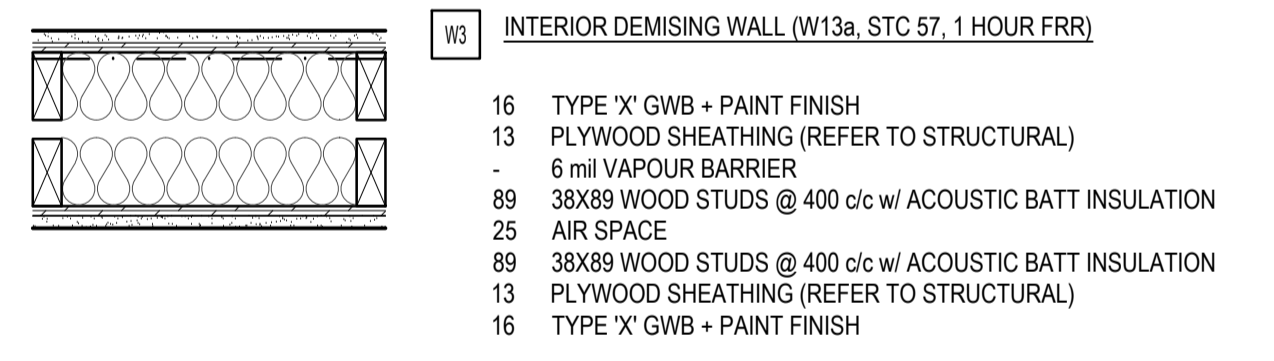 W3 INTERIOR DEMISING WALL (W13a, STC 57, 1 HOUR FRR)
16 TYPE 'X' GWB + PAINT FINISH
13 PLYWOOD SHEATHING (REFER TO STRUCTURAL)
- 6 mil VAPOUR BARRIER
89 38X89 WOOD STUDS @ 400 c/c w/ ACOUSTIC BATT INSULATION
25 AIR SPACE
89 38X89 WOOD STUDS @ 400 c/c w/ ACOUSTIC BATT INSULATION
13 PLYWOOD SHEATHING (REFER TO STRUCTURAL)
16 TYPE 'X' GWB + PAINT FINISH